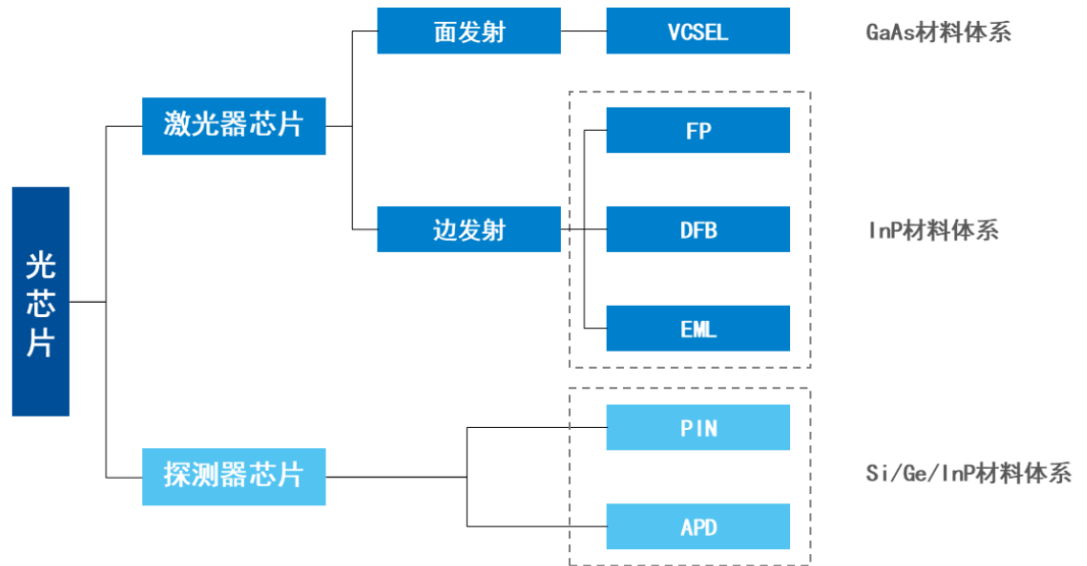 面发射
VCSEL
GaAs材料体系
激光器芯片
FP
边发射
DFB
InP材料体系
光芯片
EML
PIN
探测器芯片
Si/Ge/InP材料体系
APD